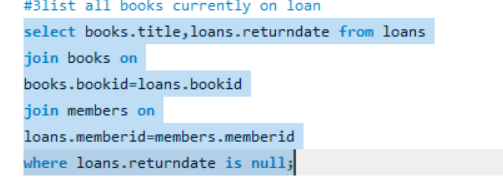 #3list all books currently on loan
select books.title,loans.returndate from loans
join books on
books.bookid=loans.bookid
join members on
loans.memberid=members.memberid
where loans.returndate is null;